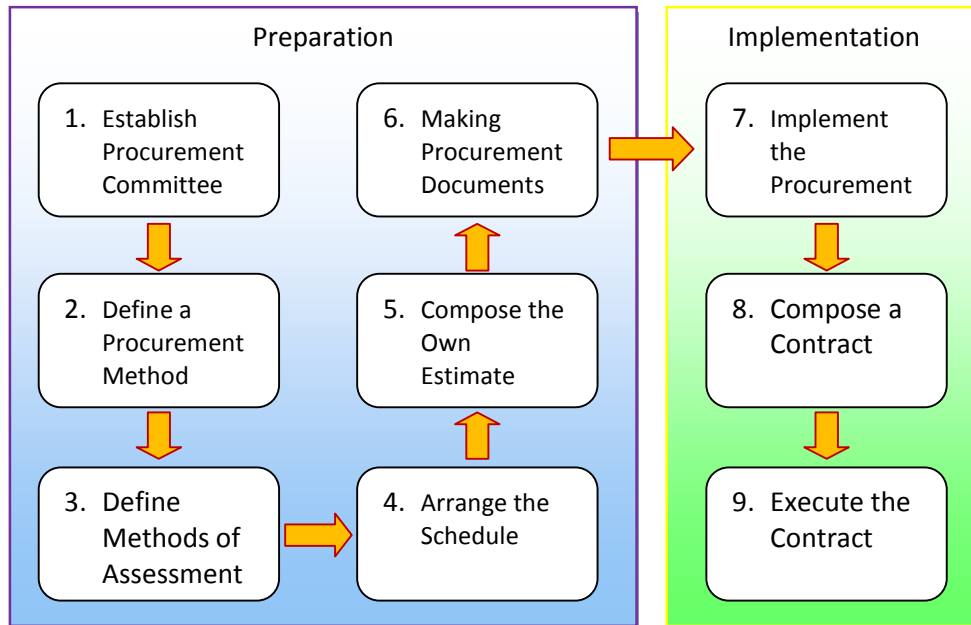 Preparation
1. Establish
Procurement
Committee
2. Define a
Procurement
Method
3. Define
Methods of
Assessment
4. Arrange the
Schedule
5. Compose the
Own
Estimate
6. Making
Procurement
Documents
Implementation
7. Implement
the
Procurement
8. Compose a
Contract
9. Execute the
Contract